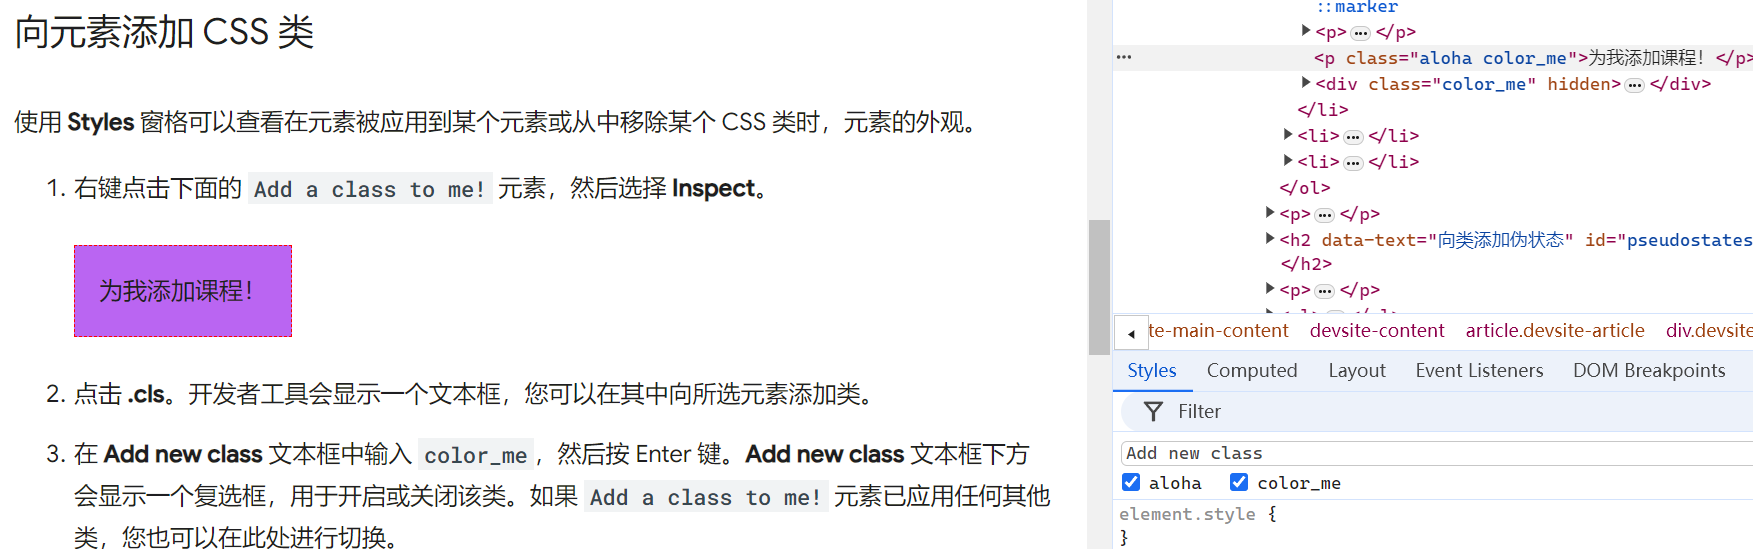 向元素添加 CSS 类
使用 Styles 窗格可以查看在元素被应用到某个元素或从中移除某个 CSS 类时，元素的外观。
1. 右键点击下面的 Add a class to me! 元素，然后选择 Inspect。
为我添加课程！
2. 点击 .cls。开发者工具会显示一个文本框，您可以在其中向所选元素添加类。
3. 在 Add new class 文本框中输入 color_me，然后按 Enter 键。Add new class 文本框下方
会显示一个复选框，用于开启或关闭该类。如果 Add a class to me! 元素已应用任何其他
类，您也可以在此处进行切换。
::marker
<p>…</p>
<p class="aloha color_me">为我添加课程！</p>
<div class="color_me" hidden>…</div>
</li>
<li>…</li>
<li>…</li>
</ol>
<p>…</p>
<h2 data-text="向类添加伪状态" id="pseudostates
</h2>
<p>…</p>
te-main-content devsite-content article.devsite-article div.devsite
Styles Computed Layout Event Listeners DOM Breakpoints
Filter
Add new class
aloha color_me
element.style {
}